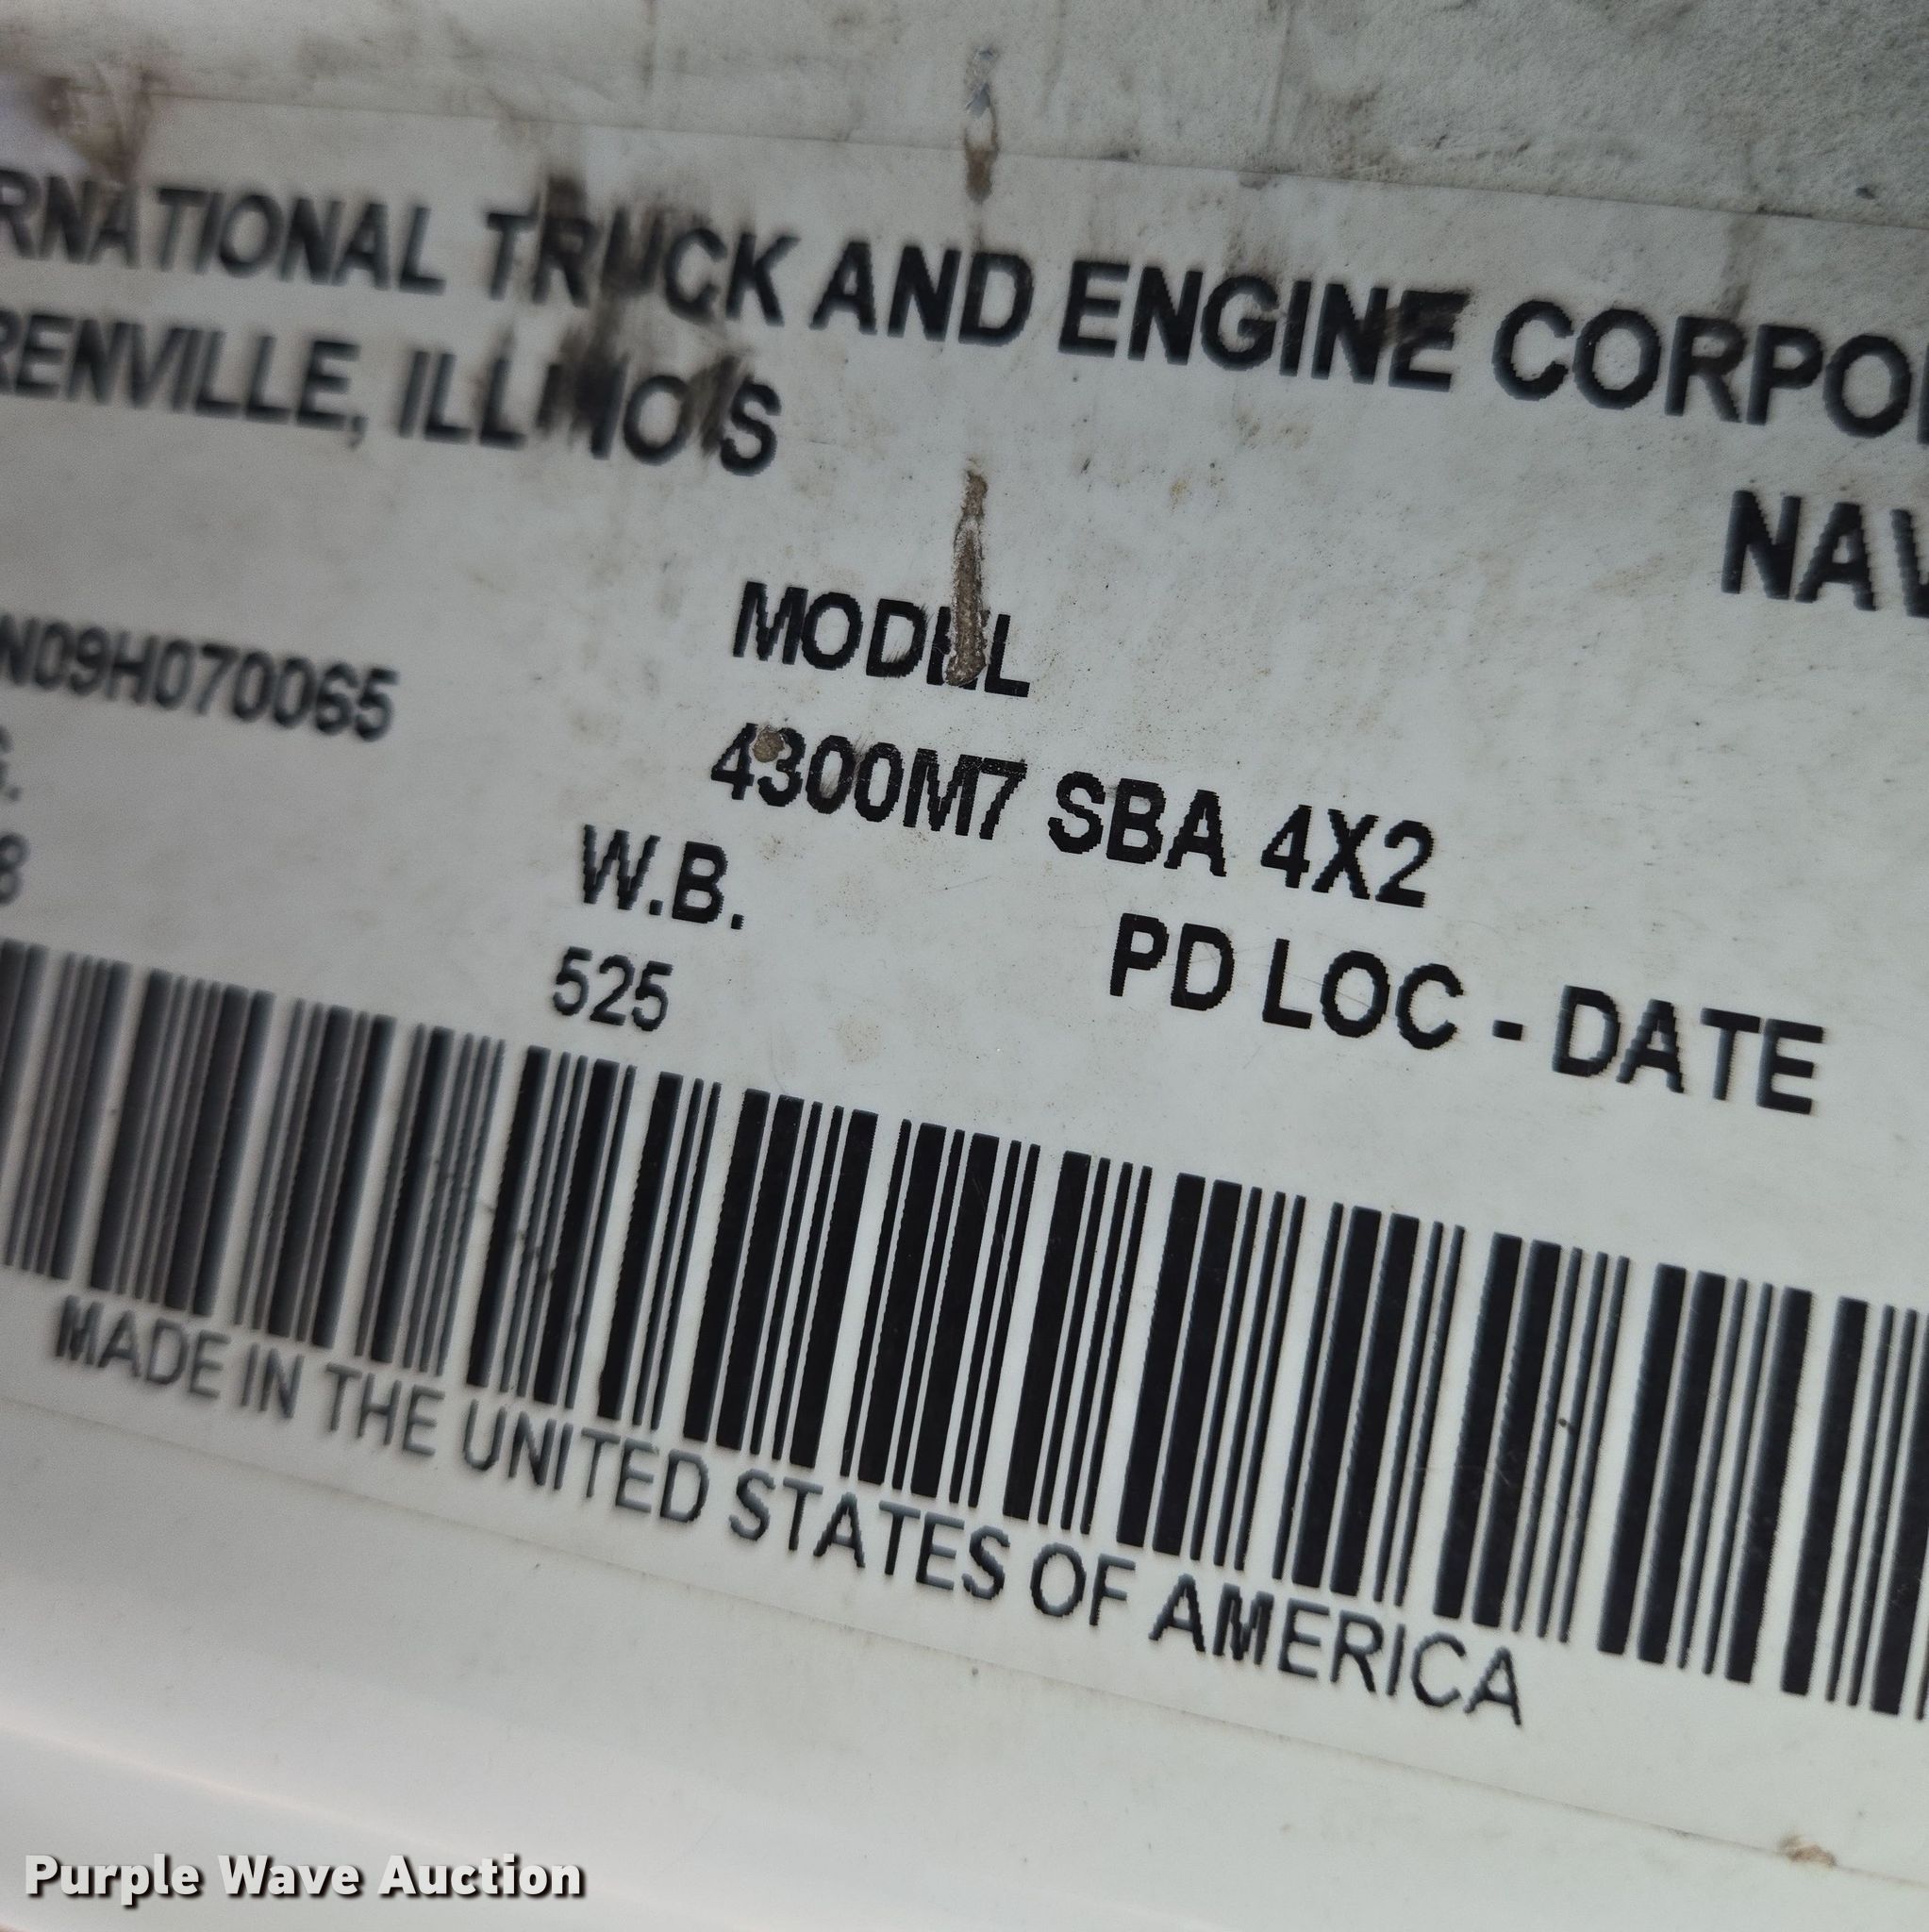 RNATIONAL TRUCK AND ENGINE CORPO
RENVILLE, ILLINOIS
NAV
N09H070065
MODEL
4300M7 SBA 4X2
8
W.B.
525
PD LOC - DATE
MADE IN THE UNITED STATES OF AMERICA
Purple Wave Auction